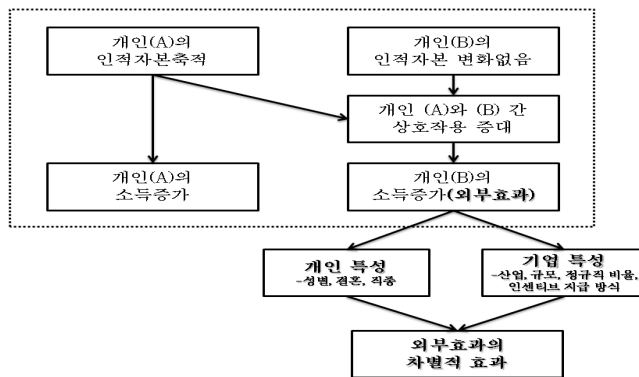 개인(A)의
인적자본축적
개인(B)의
인적자본 변화없음
개인 (A)와 (B) 간
상호작용 증대
개인(A)의
소득증가
개인(B)의
소득증가(외부효과)
개인 특성
-성별, 결혼, 직종
기업 특성
-산업, 규모, 정규직 비율,
인센티브 지급 방식
외부효과의
차별적 효과